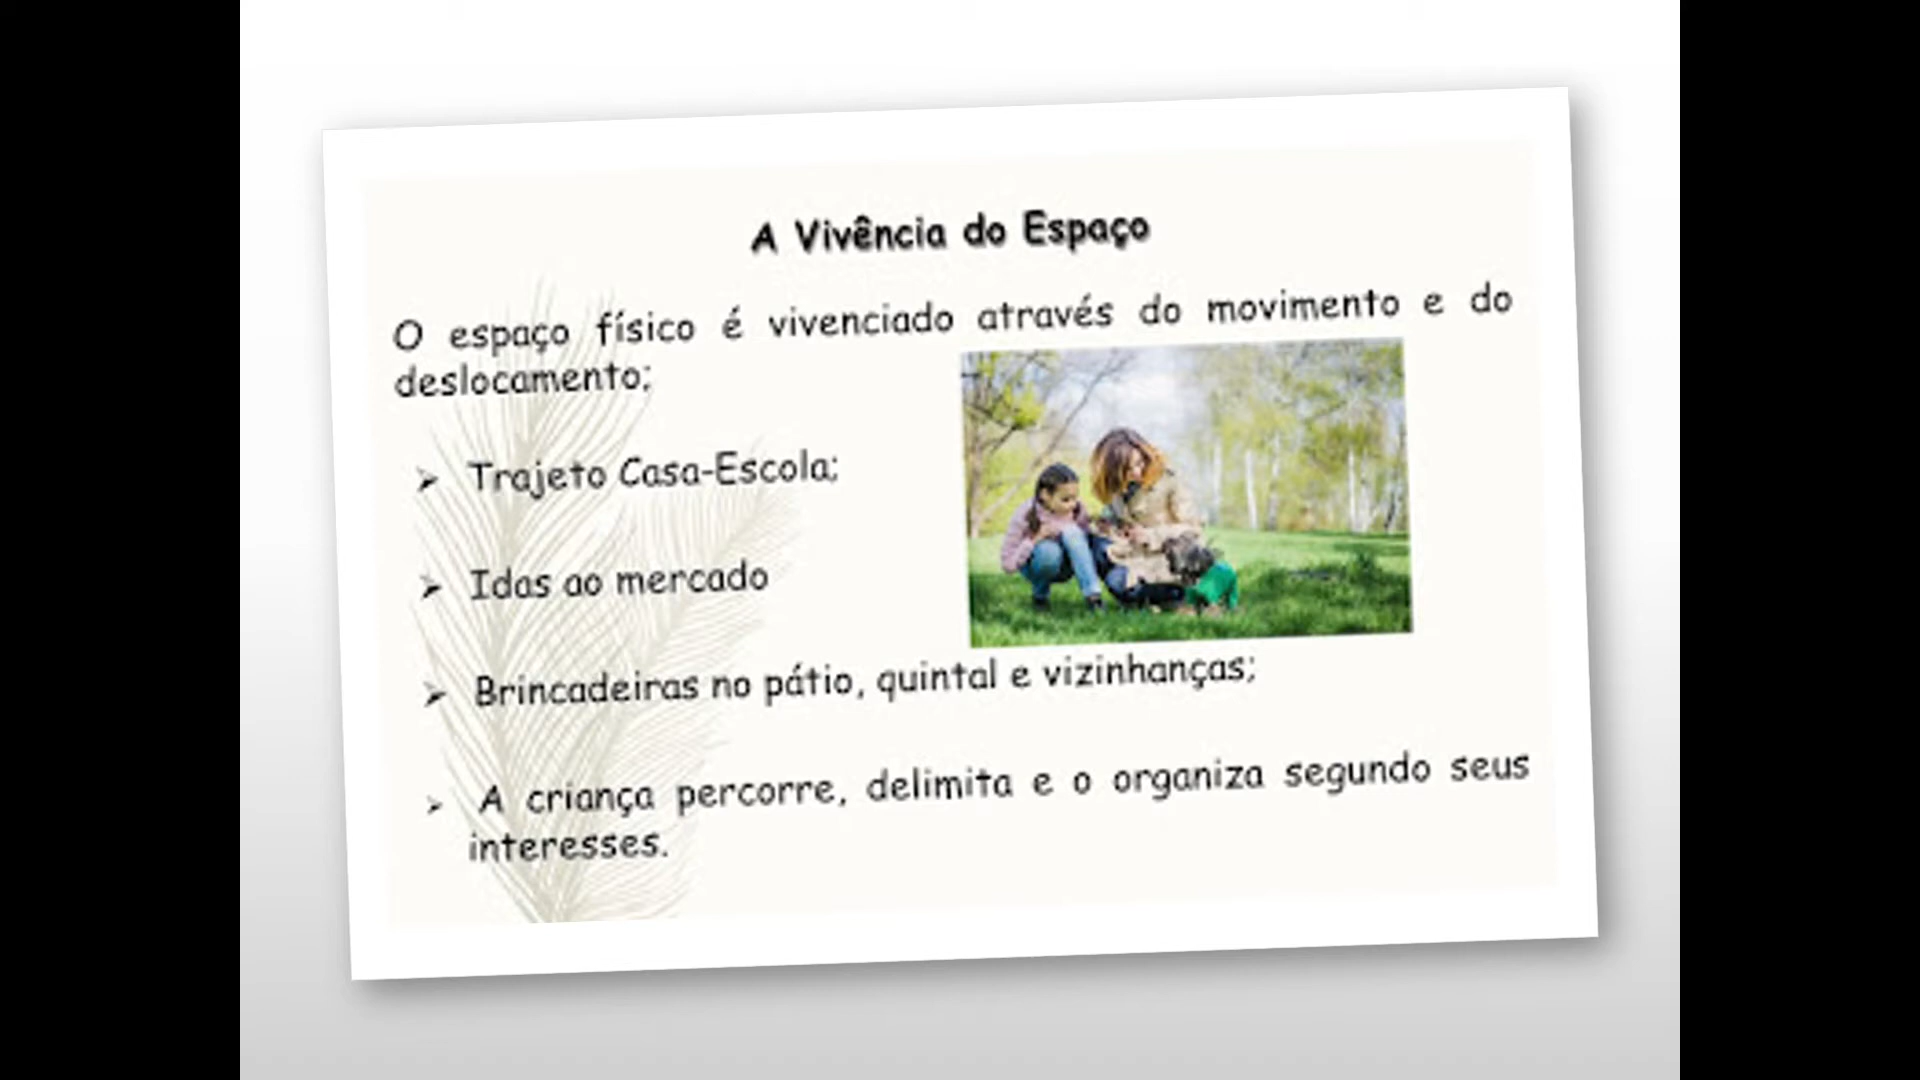 A Vivência do Espaço
O espaço físico é vivenciado através do movimento e do
deslocamento;
➢ Trajeto Casa-Escola;
➢ Idas ao mercado
➢ Brincadeiras no pátio, quintal e vizinhanças;
➢ A criança percorre, delimita e o organiza segundo seus
interesses.